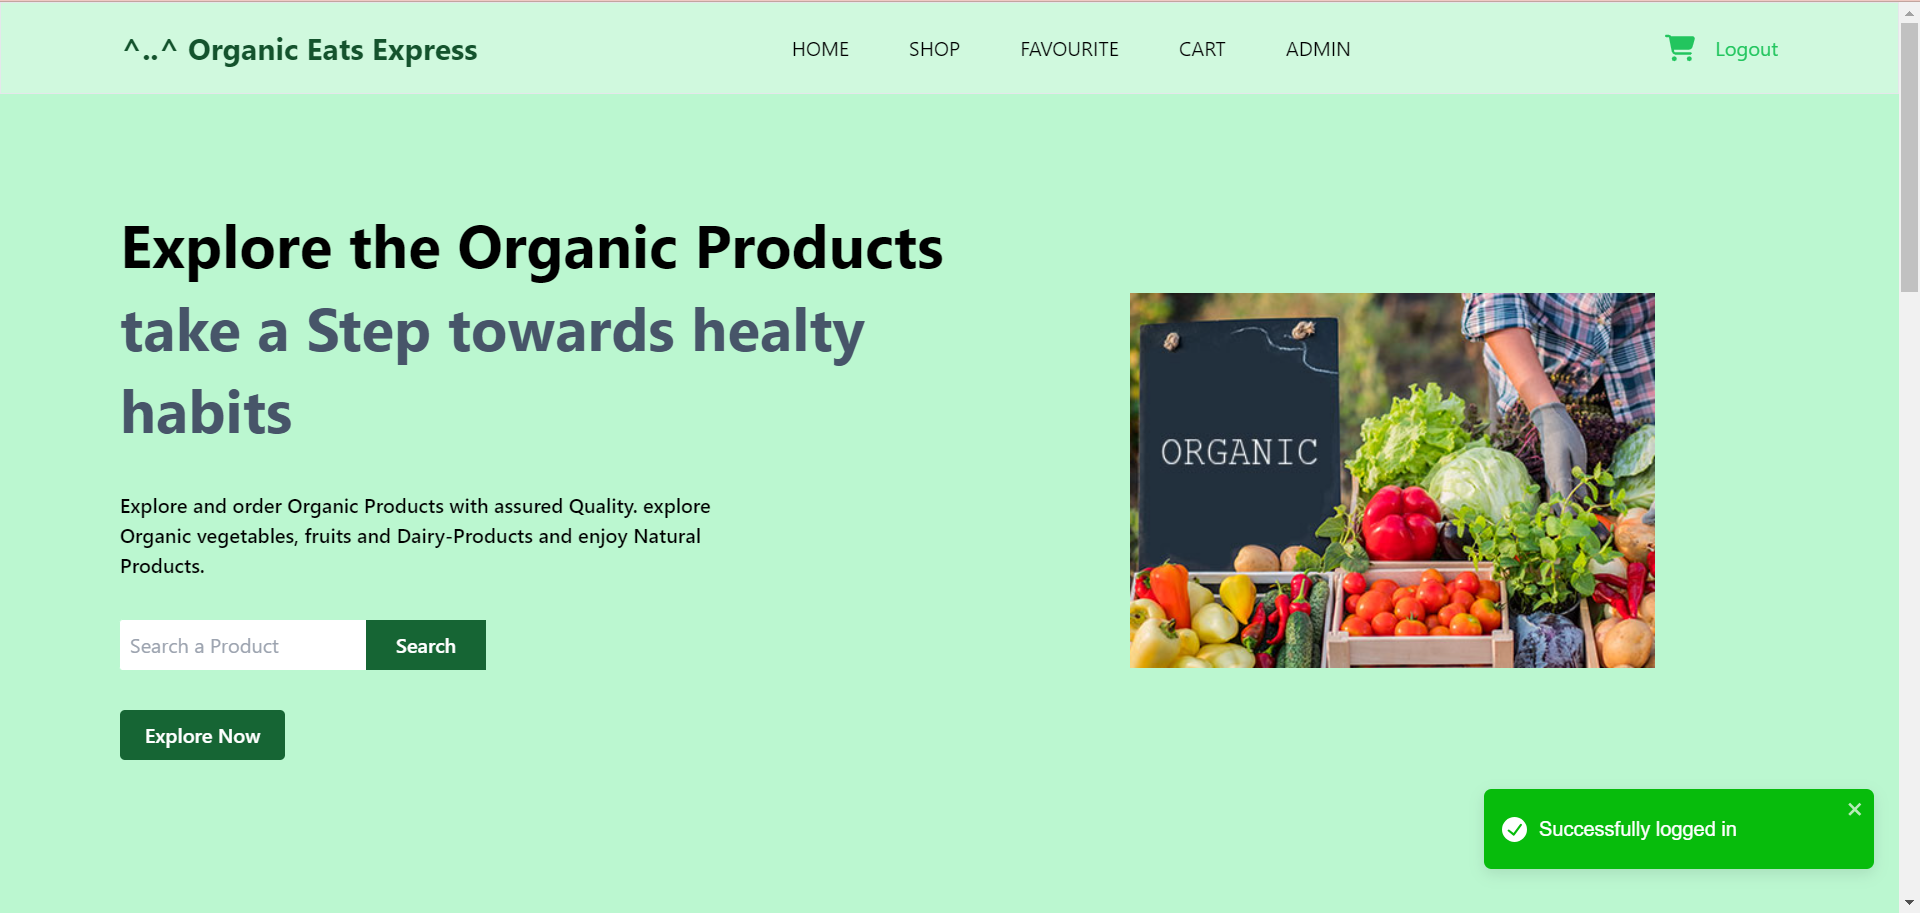 ^..^ Organic Eats Express
HOME SHOP FAVOURITE CART ADMIN
Logout
Explore the Organic Products
take a Step towards healty
habits
Explore and order Organic Products with assured Quality. explore
Organic vegetables, fruits and Dairy-Products and enjoy Natural
Products.
Search a Product Search
Explore Now
ORGANIC
Successfully logged in